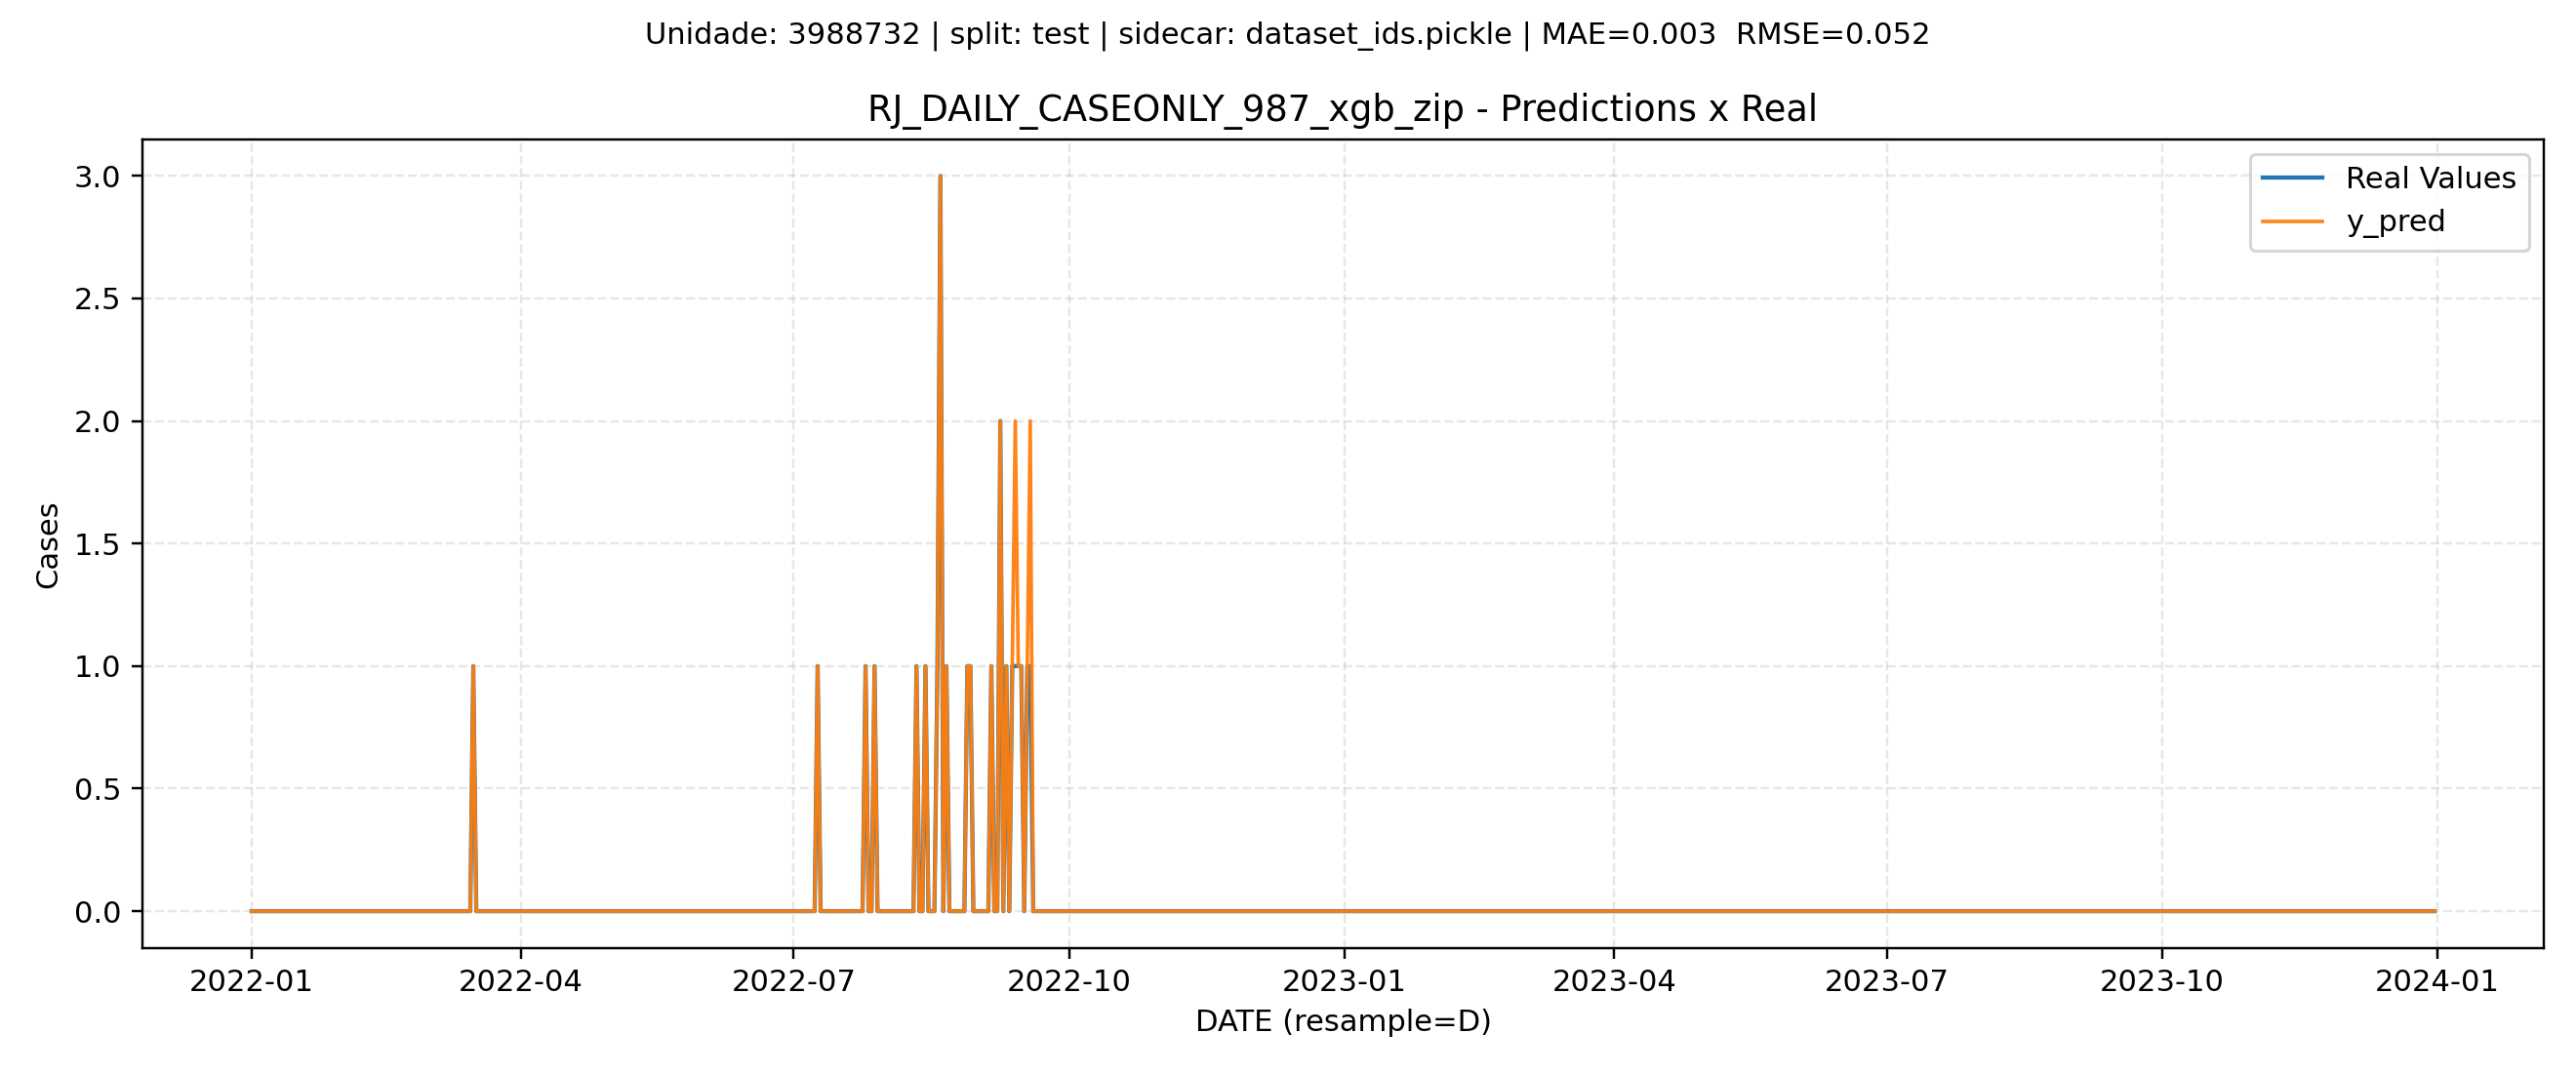 Unidade: 3988732 | split: test | sidecar: dataset_ids.pickle | MAE=0.003  RMSE=0.052
RJ_DAILY_CASEONLY_987_xgb_zip - Predictions x Real
Real Values
y_pred
3.0
2.5
2.0
1.5
1.0
0.5
0.0
Cases
2022-01 2022-04 2022-07 2022-10 2023-01 2023-04 2023-07 2023-10 2024-01
DATE (resample=D)